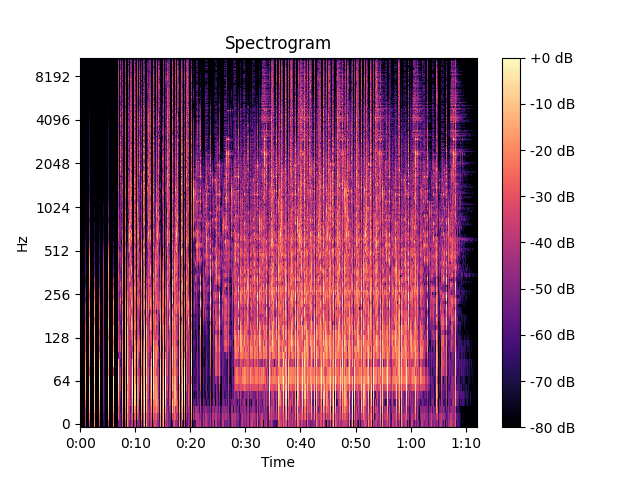 Spectrogram
Hz
8192
4096
2048
1024
512
256
128
64
0
0:00 0:10 0:20 0:30 0:40 0:50 1:00 1:10
Time
+0 dB
-10 dB
-20 dB
-30 dB
-40 dB
-50 dB
-60 dB
-70 dB
-80 dB